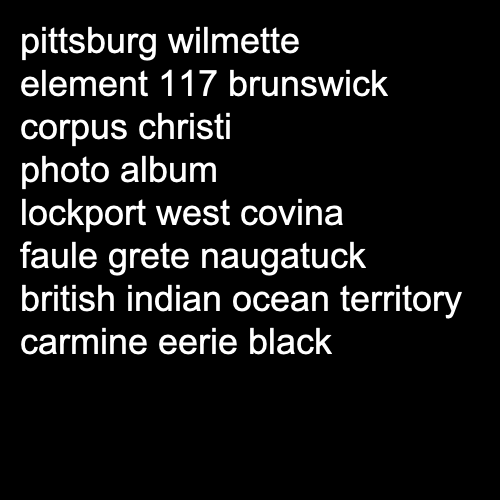 pittsburg wilmette
element 117 brunswick
corpus christi
photo album
lockport west covina
faule grete naugatuck
british indian ocean territory
carmine eerie black